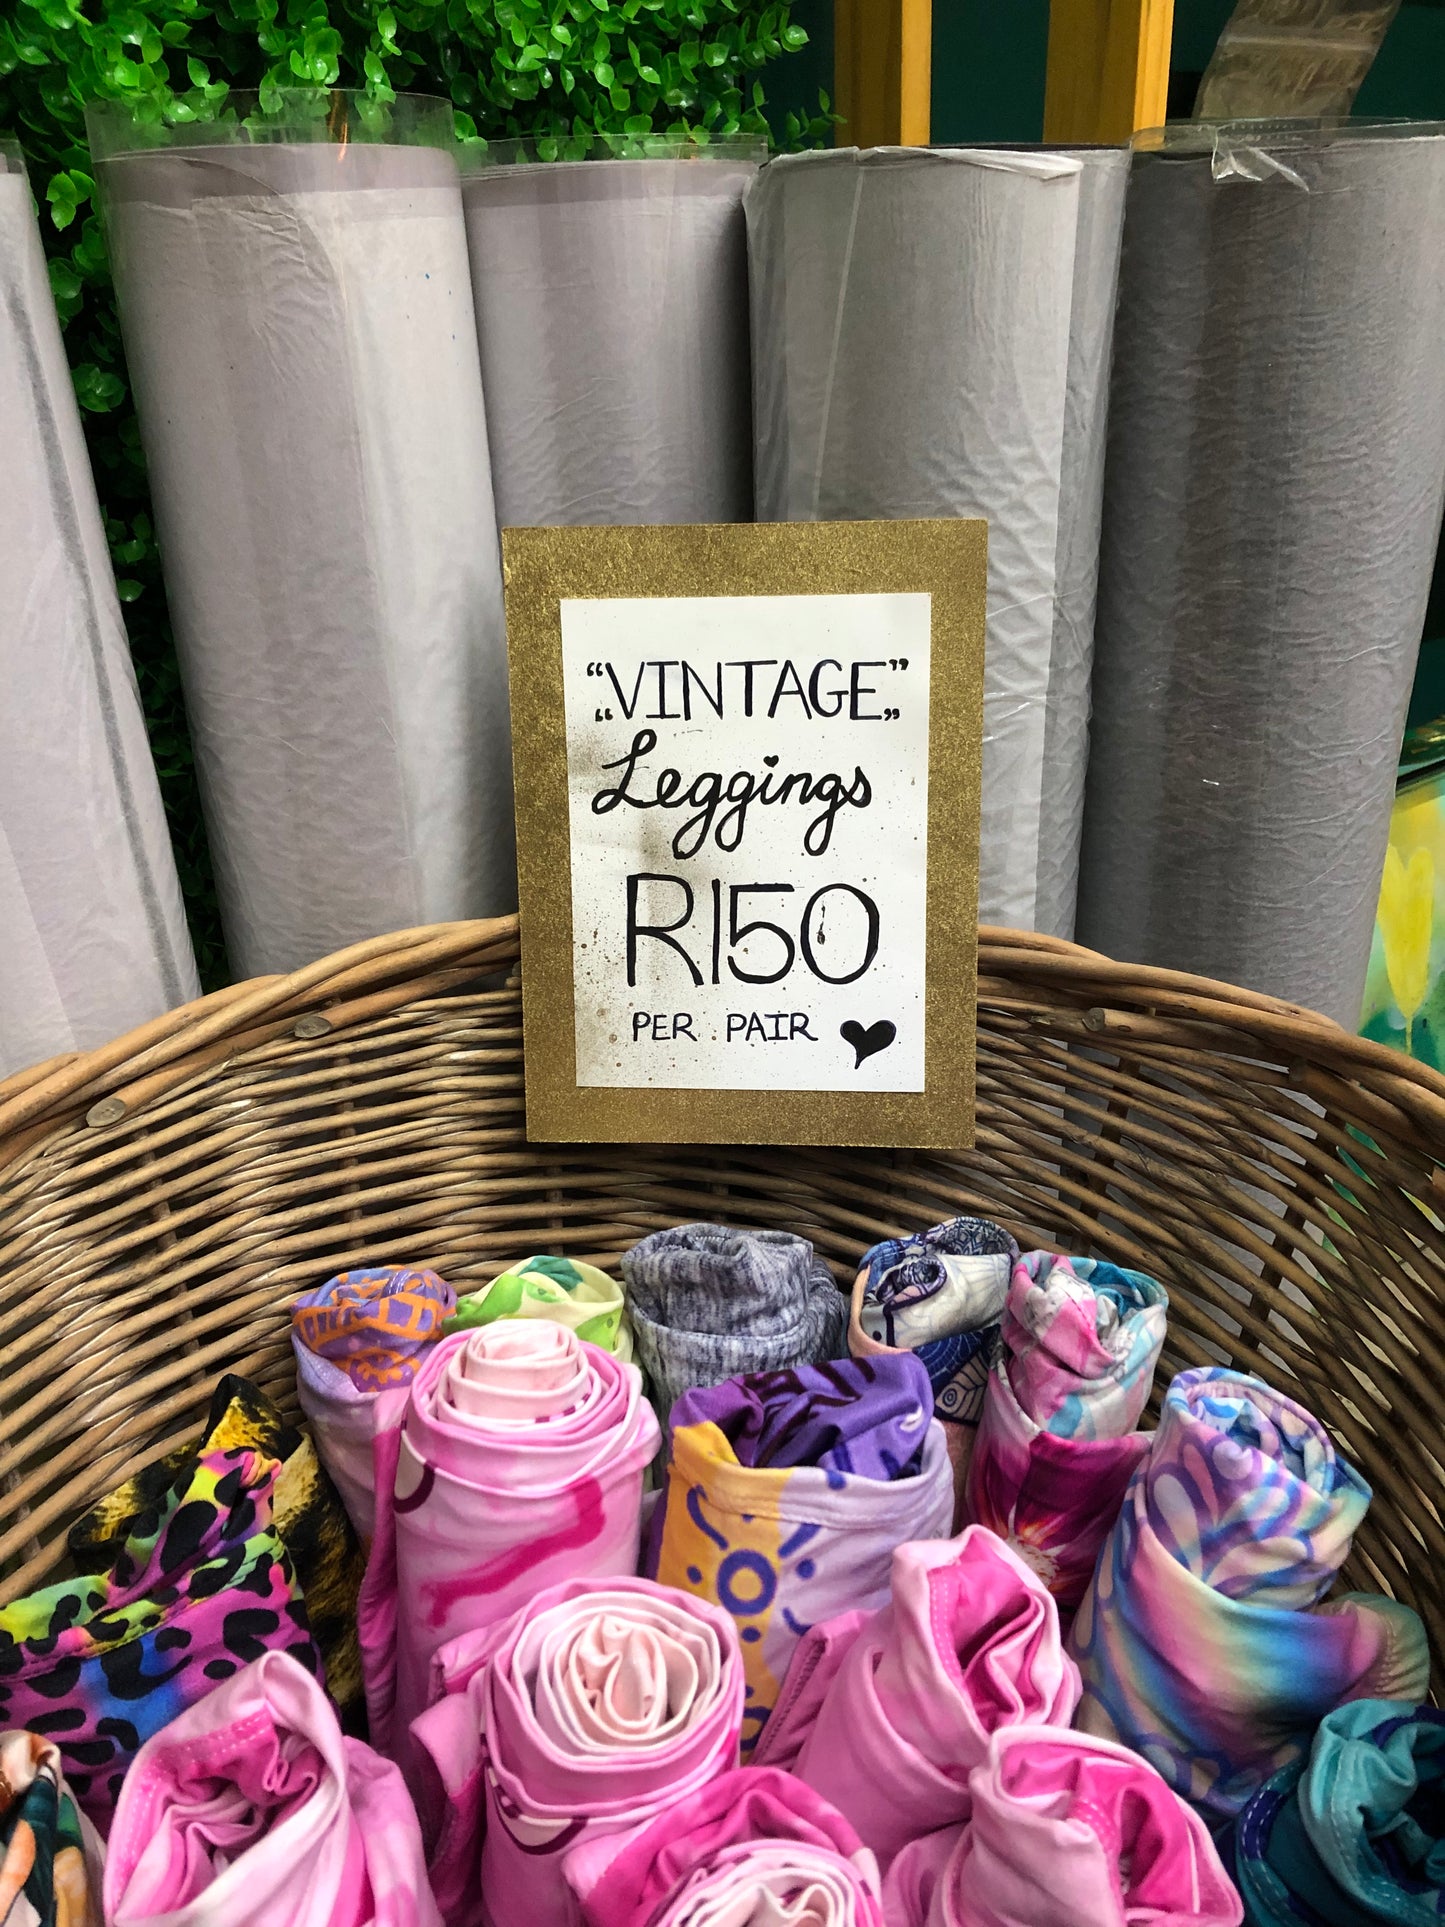 “„VINTAGE”„
Leggings
R150
PER PAIR